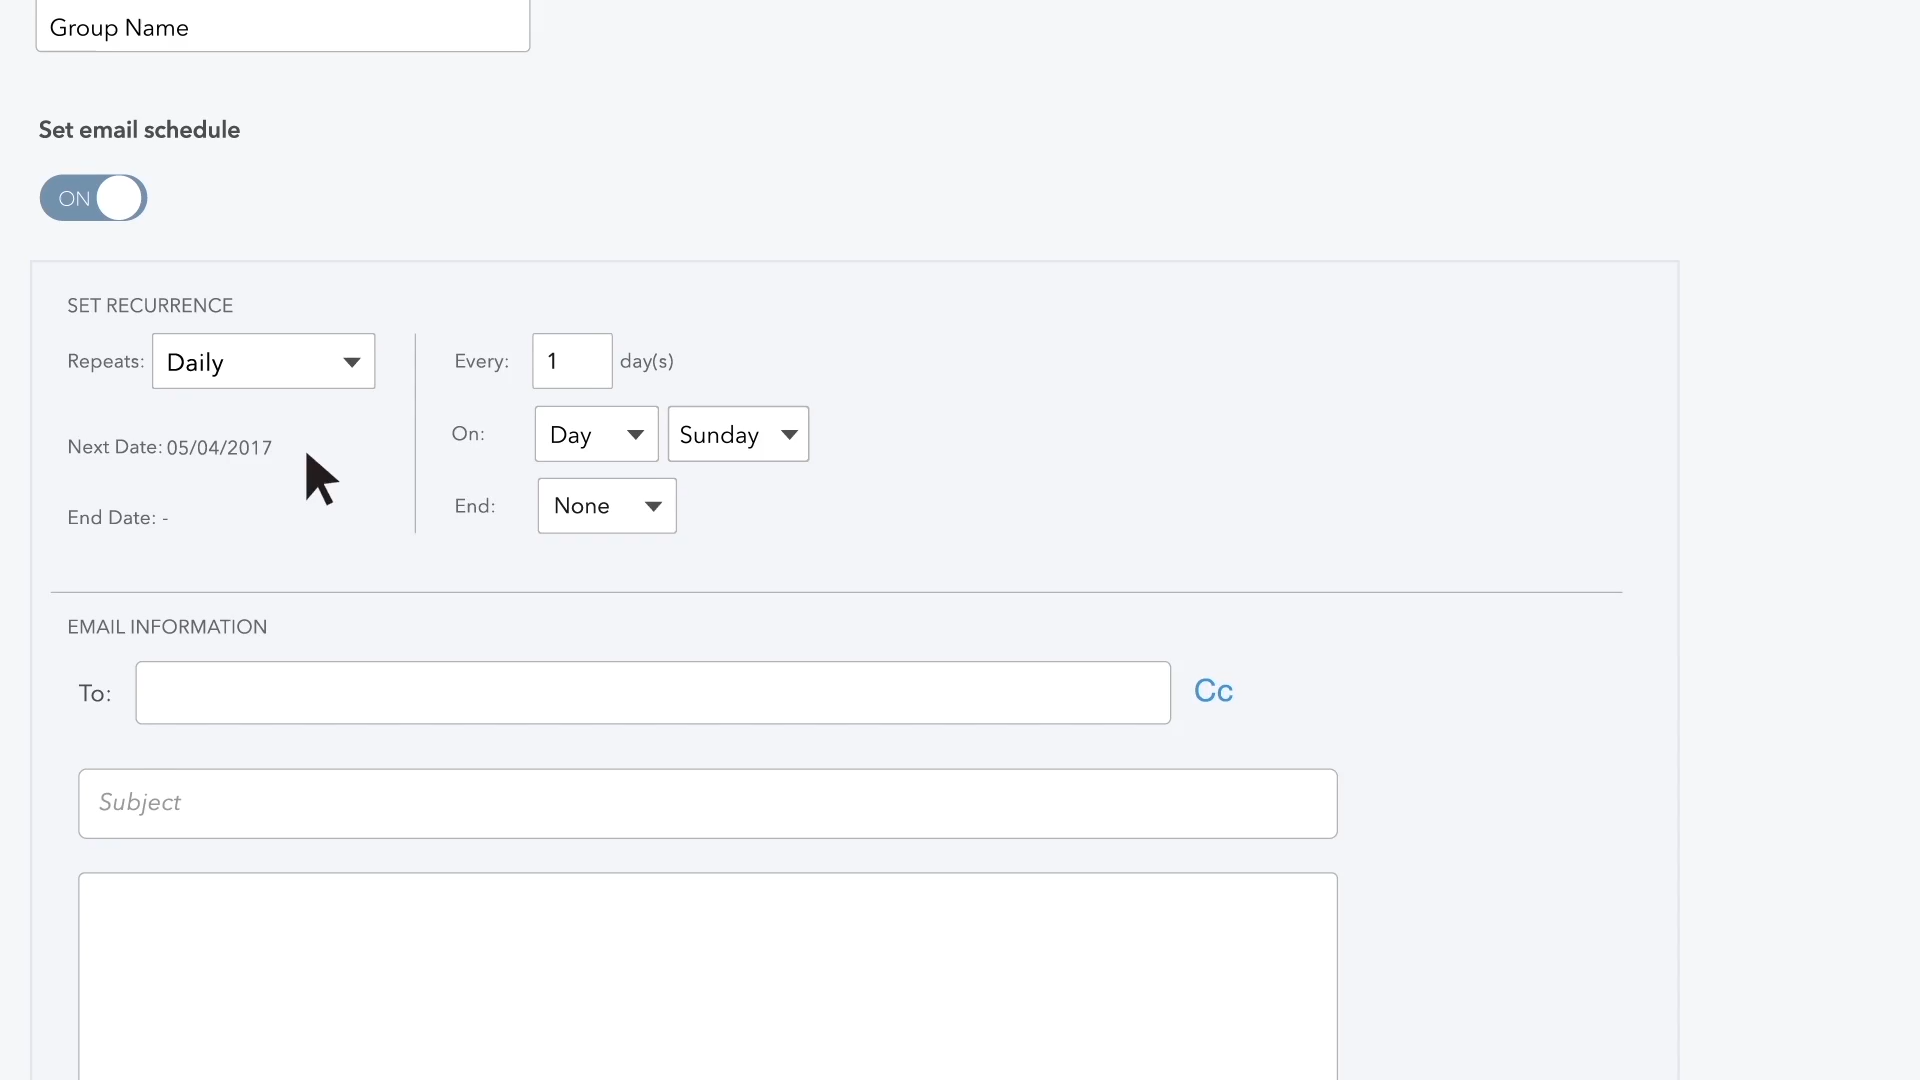 Group Name
Set email schedule
ON
SET RECURRENCE
Repeats: Daily
Every: 1 day(s)
On: Day Sunday
Next Date: 05/04/2017
End: None
End Date: -
EMAIL INFORMATION
To:
Cc
Subject